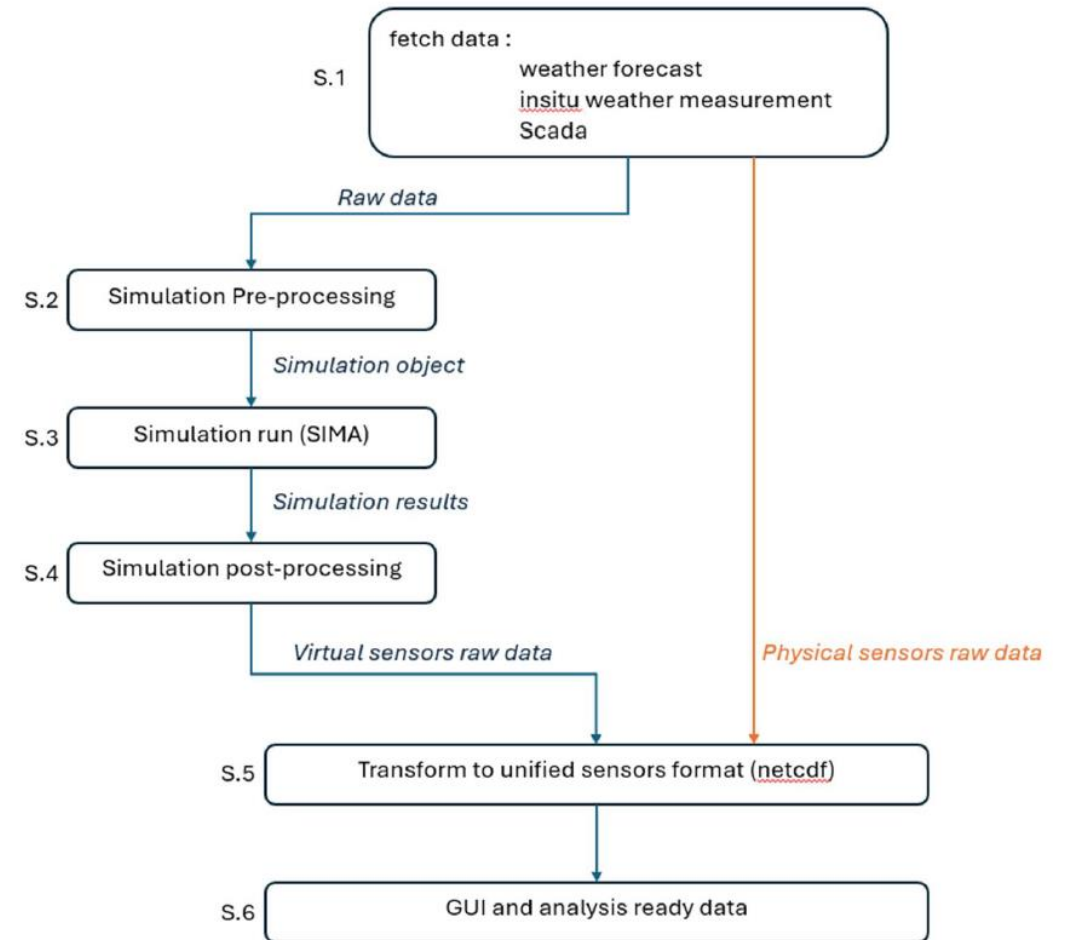 fetch data :
weather forecast
S.1
insitu weather measurement
Scada
Raw data
S.2
Simulation Pre-processing
Simulation object
S.3
Simulation run (SIMA)
Simulation results
S.4
Simulation post-processing
Virtual sensors raw data
Physical sensors raw data
S.5
Transform to unified sensors format (netcdf)
S.6
GUI and analysis ready data